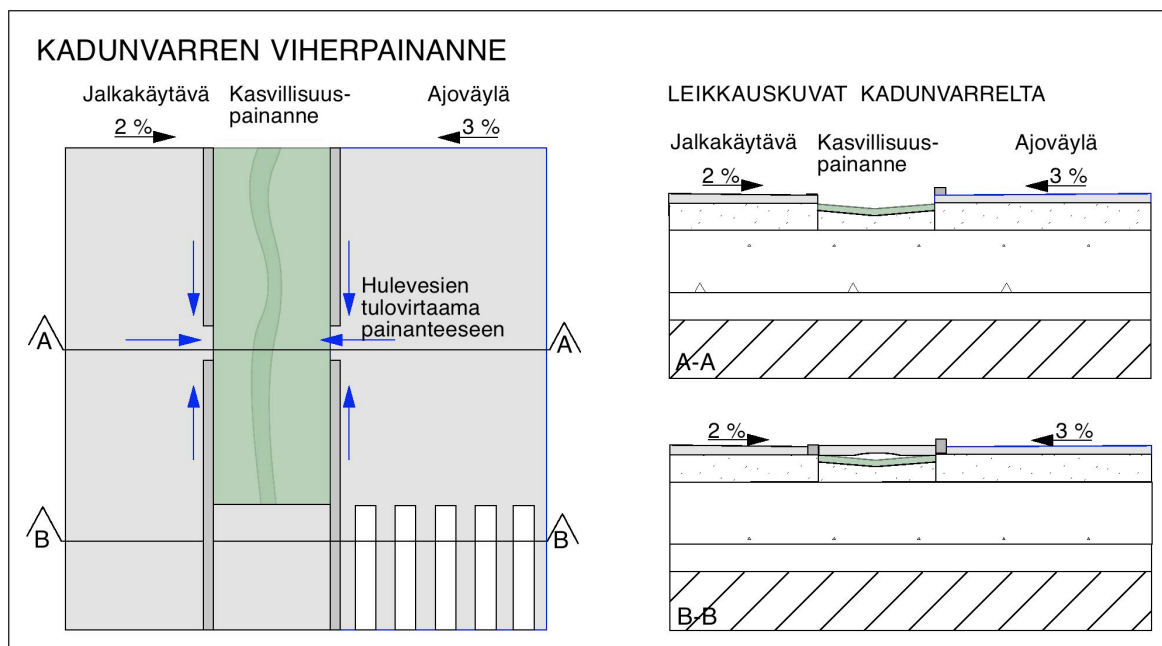 KADUNVARREN VIHERPAINANNE
Jalkakäytävä
Kasvillisuus-
painanne
Ajoväylä
2 %
3 %
Hulevesien
tulovirtaama
painanteeseen
A
A
B
B
LEIKKAUSKUVAT KADUNVARRELTA
Jalkakäytävä
Kasvillisuus-
painanne
Ajoväylä
2 %
3 %
A-A
2 %
3 %
B-B